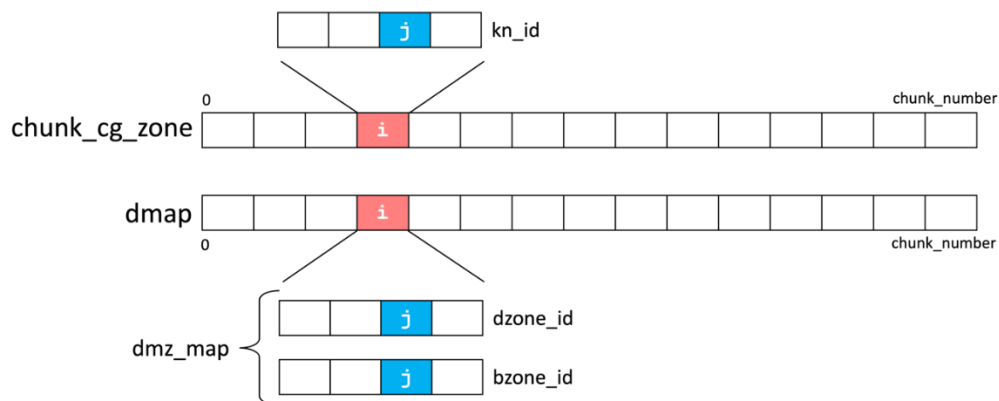 j kn_id
0 chunk_number
chunk_cg_zone i
dmap i
0 chunk_number
j dzone_id
dmz_map
j bzone_id